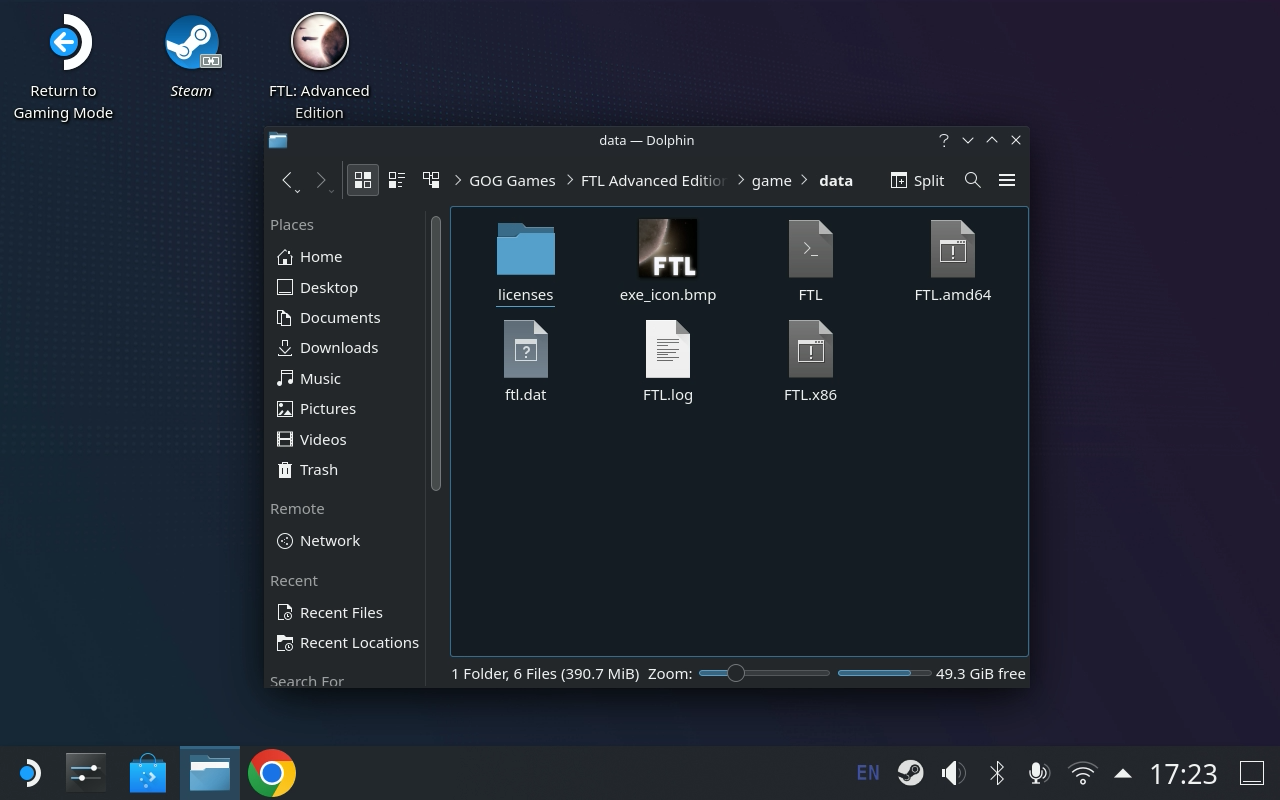 Return to
Gaming Mode
Steam
FTL: Advanced
Edition
data — Dolphin
GOG Games
FTL Advanced Edition
game
data
Split
Places
Home
Desktop
Documents
Downloads
Music
Pictures
Videos
Trash
Remote
Network
Recent
Recent Files
Recent Locations
Search For
FTL
licenses
exe_icon.bmp
FTL
FTL.amd64
ftl.dat
FTL.log
FTL.x86
1 Folder, 6 Files (390.7 MiB)
Zoom:
49.3 GiB free
EN
17:23